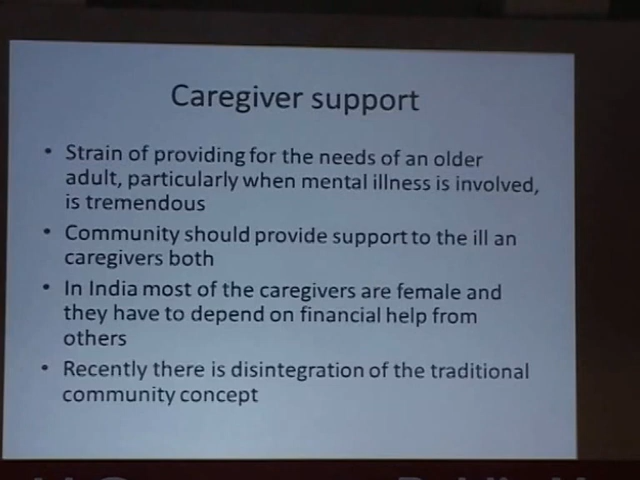 Caregiver support
• Strain of providing for the needs of an older
adult, particularly when mental illness is involved,
is tremendous
• Community should provide support to the ill an
caregivers both
• In India most of the caregivers are female and
they have to depend on financial help from
others
• Recently there is disintegration of the traditional
community concept